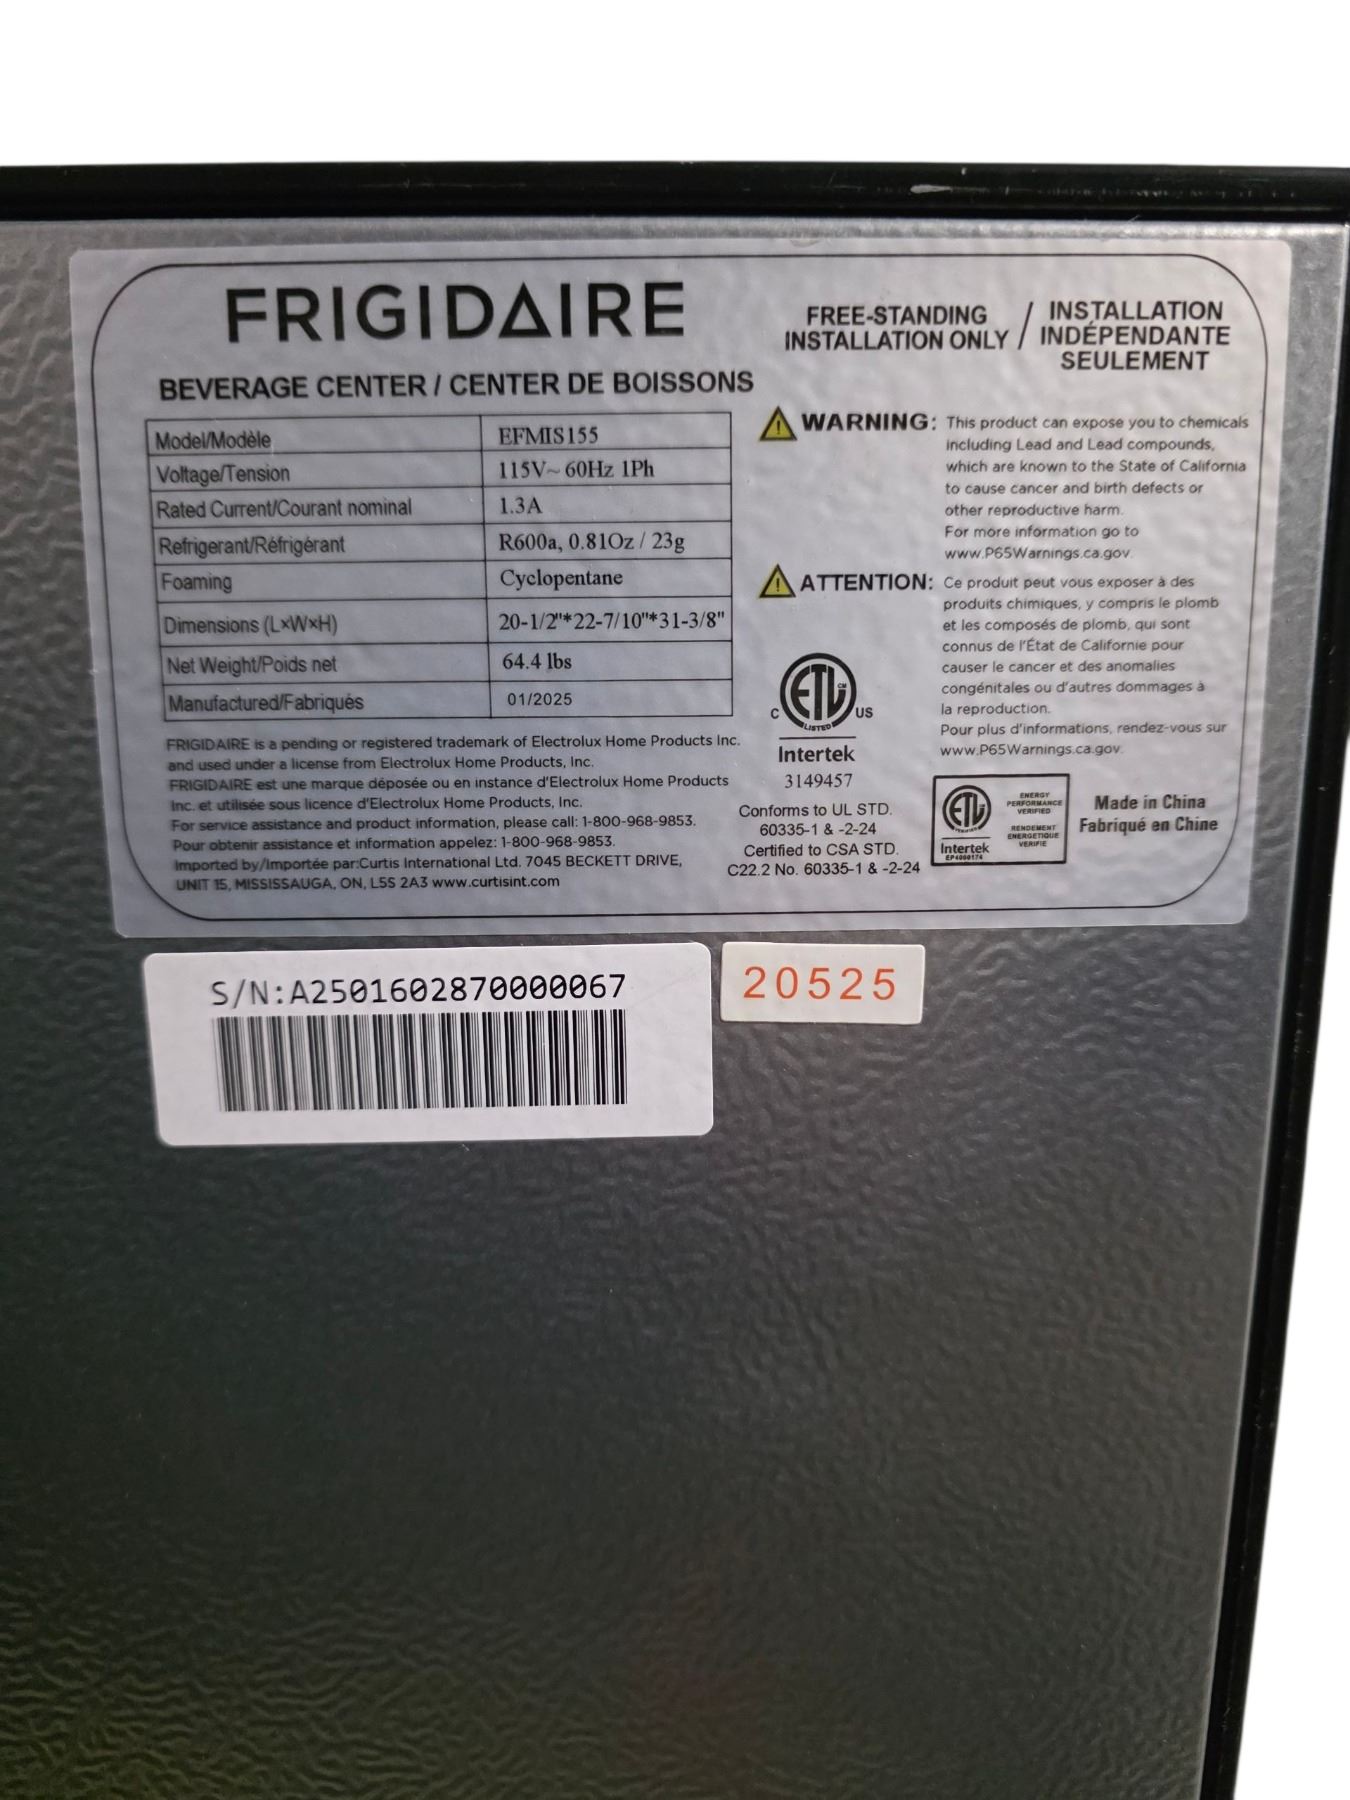 FRIGIDAIRE
BEVERAGE CENTER / CENTER DE BOISSONS
FREE-STANDING INSTALLATION ONLY / INSTALLATION INDÉPENDANTE SEULEMENT
Model/Modèle EFMIS155
Voltage/Tension 115V~ 60Hz 1Ph
Rated Current/Courant nominal 1.3A
Refrigerant/Réfrigérant R600a, 0.81Oz / 23g
Foaming Cyclopentane
Dimensions (L×W×H) 20-1/2"*22-7/10"*31-3/8"
Net Weight/Poids net 64.4 lbs
Manufactured/Fabriqués 01/2025
FRIGIDAIRE is a pending or registered trademark of Electrolux Home Products Inc.
and used under a license from Electrolux Home Products, Inc.
FRIGIDAIRE est une marque déposée ou en instance d'Electrolux Home Products
Inc. et utilisée sous licence d'Electrolux Home Products, Inc.
For service assistance and product information, please call: 1-800-968-9853.
Pour obtenir assistance et information appelez: 1-800-968-9853.
Imported by/Importée par:Curtis International Ltd. 7045 BECKETT DRIVE,
UNIT 15, MISSISSAUGA, ON, L5S 2A3 www.curtisint.com
WARNING: This product can expose you to chemicals
including Lead and Lead compounds,
which are known to the State of California
to cause cancer and birth defects or
other reproductive harm.
For more information go to
www.P65Warnings.ca.gov.
ATTENTION: Ce produit peut vous exposer à des
produits chimiques, y compris le plomb
et les composés de plomb, qui sont
connus de l'État de Californie pour
causer le cancer et des anomalies
congénitales ou d'autres dommages à
la reproduction.
Pour plus d'informations, rendez-vous sur
www.P65Warnings.ca.gov.
C ETL CM US
LISTED
Intertek
3149457
Conforms to UL STD.
60335-1 & -2-24
Certified to CSA STD.
C22.2 No. 60335-1 & -2-24
ETL
VERIFIED
Intertek
EP4000174
ENERGY
PERFORMANCE
VERIFIED
RENDEMENT
ENERGETIQUE
VERIFIE
Made in China
Fabriqué en Chine
S/N:A2501602870000067
20525